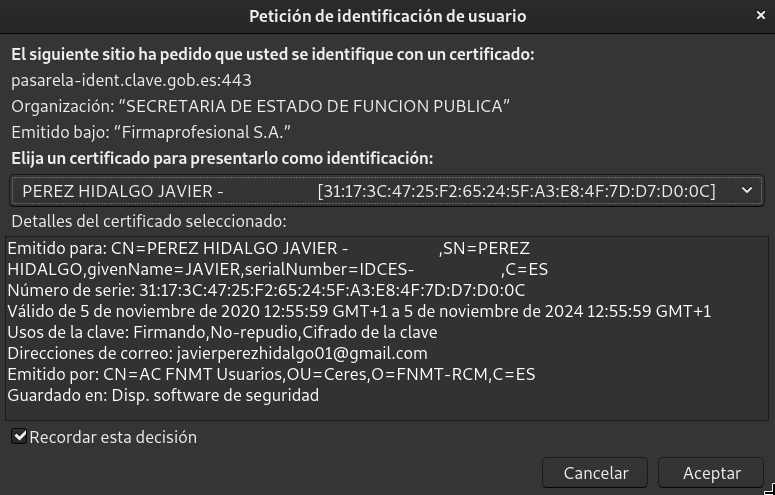 Petición de identificación de usuario
El siguiente sitio ha pedido que usted se identifique con un certificado:
pasarela-ident.clave.gob.es:443
Organización: “SECRETARIA DE ESTADO DE FUNCION PUBLICA”
Emitido bajo: “Firmaprofesional S.A.”
Elija un certificado para presentarlo como identificación:
PEREZ HIDALGO JAVIER - [31:17:3C:47:25:F2:65:24:5F:A3:E8:4F:7D:D7:D0:0C]
Detalles del certificado seleccionado:
Emitido para: CN=PEREZ HIDALGO JAVIER - ,SN=PEREZ
HIDALGO,givenName=JAVIER,serialNumber=IDCES- ,C=ES
Número de serie: 31:17:3C:47:25:F2:65:24:5F:A3:E8:4F:7D:D7:D0:0C
Válido de 5 de noviembre de 2020 12:55:59 GMT+1 a 5 de noviembre de 2024 12:55:59 GMT+1
Usos de la clave: Firmando,No-repudio,Cifrado de la clave
Direcciones de correo: javierperezhidalgo01@gmail.com
Emitido por: CN=AC FNMT Usuarios,OU=Ceres,O=FNMT-RCM,C=ES
Guardado en: Disp. software de seguridad
Recordar esta decisión
Cancelar Aceptar